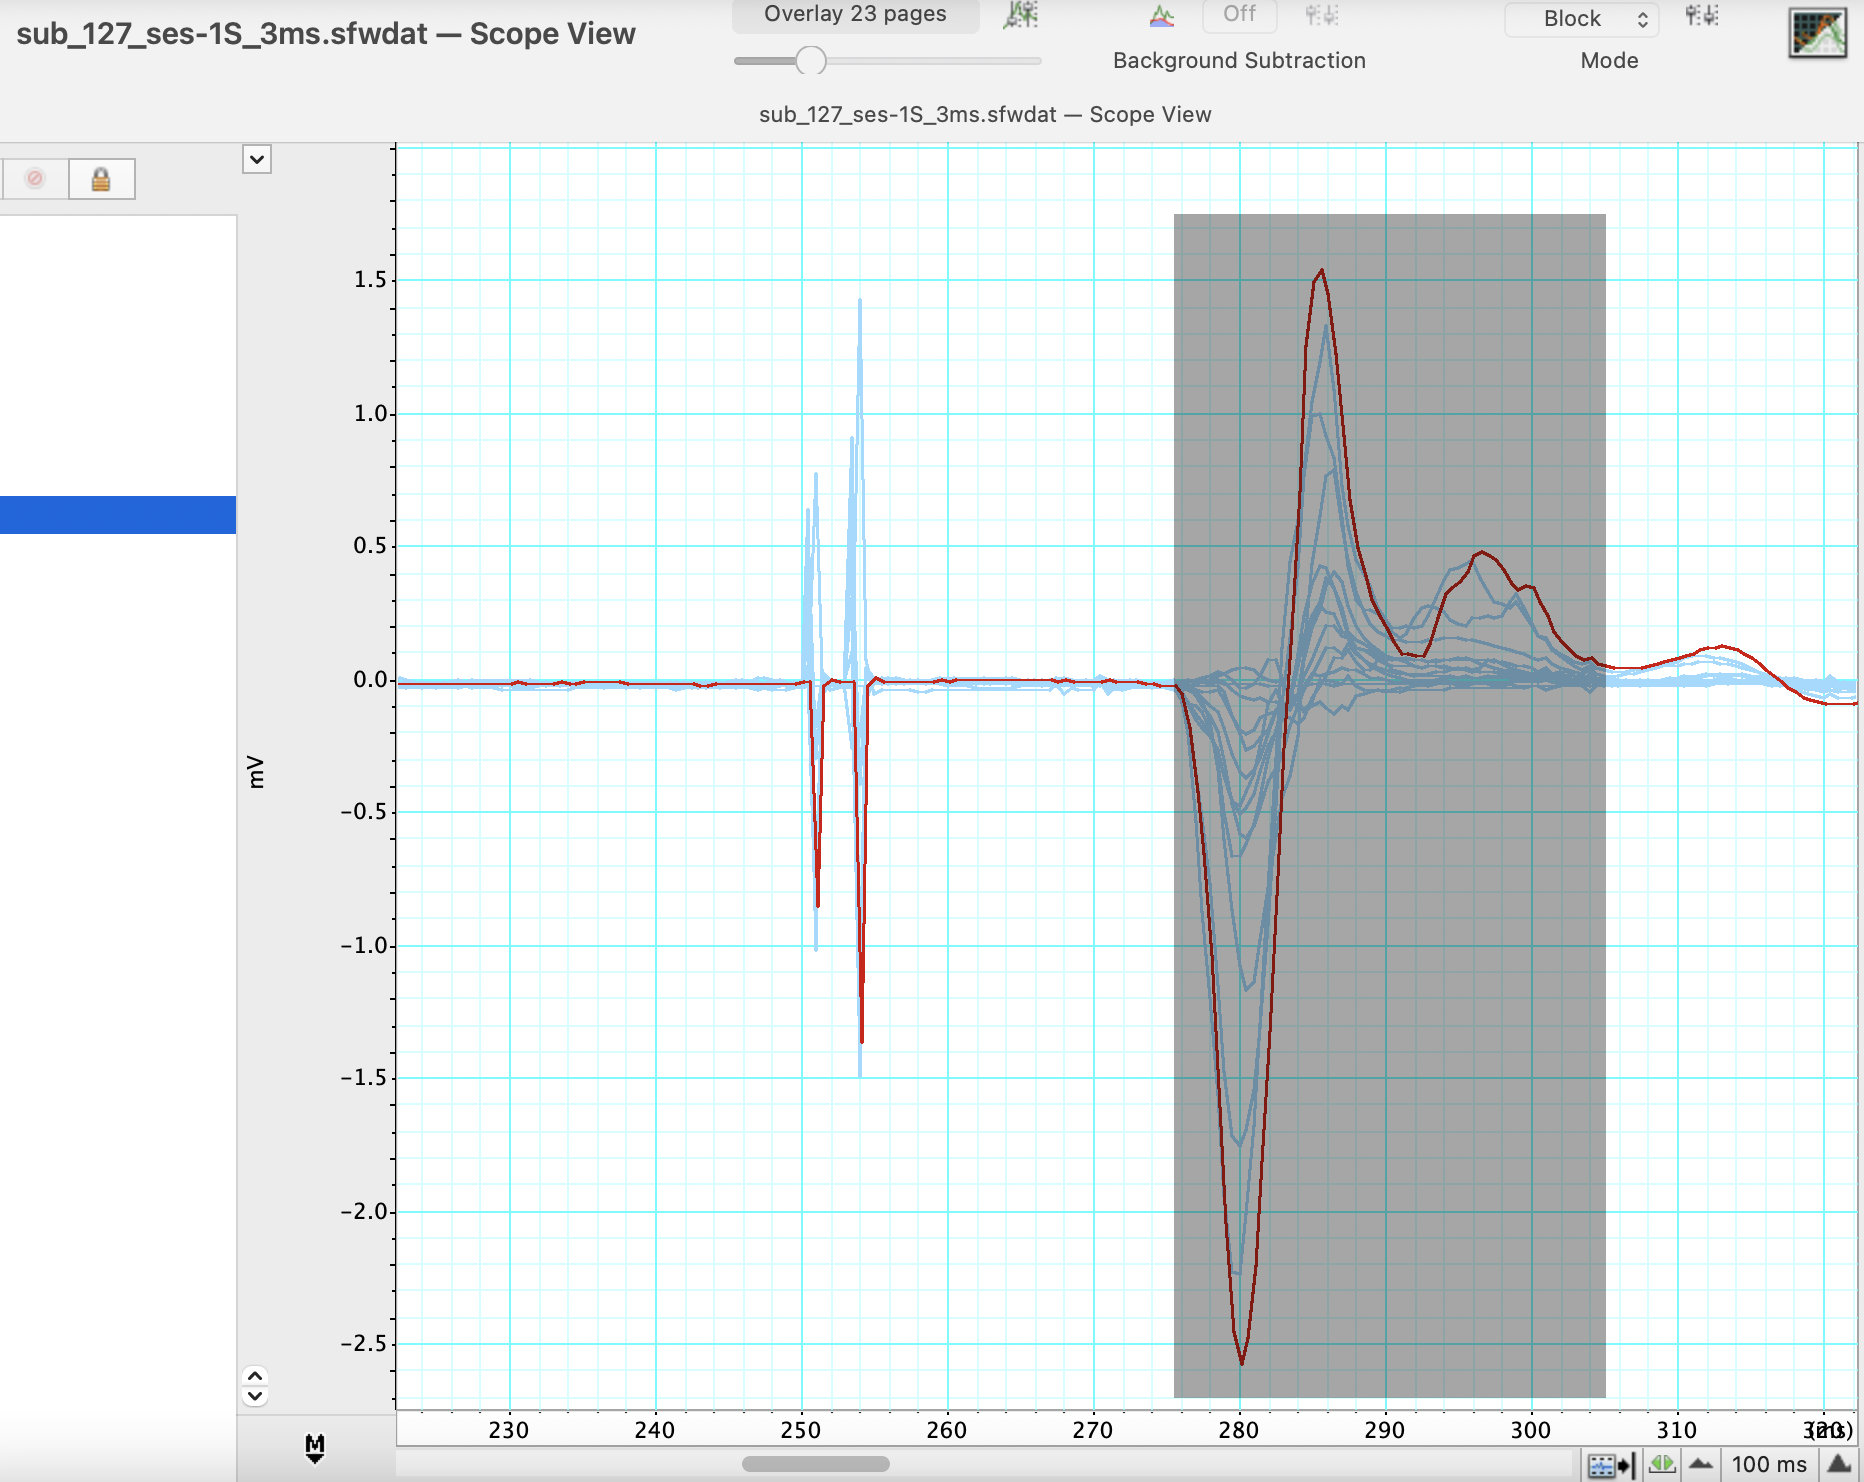 sub_127_ses-1S_3ms.sfwdat — Scope View
Overlay 23 pages
Off
Background Subtraction
Block
Mode
sub_127_ses-1S_3ms.sfwdat — Scope View
1.5
1.0
0.5
0.0
−0.5
−1.0
−1.5
−2.0
−2.5
mV
230 240 250 260 270 280 290 300 310 320 (ms)
M
100 ms